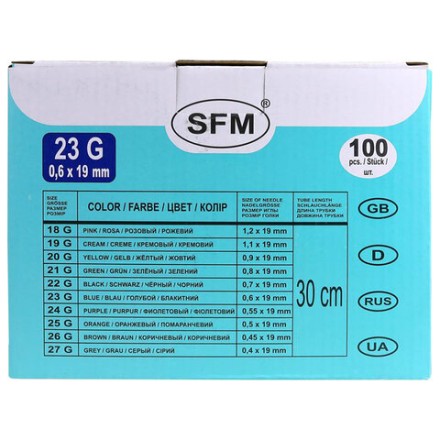 SFM®
23 G
0,6 x 19 mm
100
pcs. / Stück /
шт.
SIZE
GRÖSSE
РАЗМЕР
РОЗМІР
COLOR / FARBE / ЦВЕТ / КОЛІР
SIZE OF NEEDLE
NADELGRÖSSE
РАЗМЕР ИГЛЫ
РОЗМІР ГОЛКИ
TUBE LENGTH
SCHLAUCHLÄNGE
ДЛИНА ТРУБКИ
ДОВЖИНА ТРУБКИ
18 G PINK / ROSA / РОЗОВЫЙ / РОЖЕВИЙ 1,2 x 19 mm
19 G CREAM / CREME / КРЕМОВЫЙ / КРЕМОВИЙ 1,1 x 19 mm
20 G YELLOW / GELB / ЖЁЛТЫЙ / ЖОВТИЙ 0,9 x 19 mm
21 G GREEN / GRÜN / ЗЕЛЁНЫЙ / ЗЕЛЕНИЙ 0,8 x 19 mm
22 G BLACK / SCHWARZ / ЧЁРНЫЙ / ЧОРНИЙ 0,7 x 19 mm
23 G BLUE / BLAU / ГОЛУБОЙ / БЛАКИТНИЙ 0,6 x 19 mm
24 G PURPLE / PURPUR / ФИОЛЕТОВЫЙ / ФІОЛЕТОВИЙ 0,55 x 19 mm
25 G ORANGE / ОРАНЖЕВЫЙ / ПОМАРАНЧЕВИЙ 0,5 x 19 mm
26 G BROWN / BRAUN / КОРИЧНЕВЫЙ / КОРИЧНЕВИЙ 0,45 x 19 mm
27 G GREY / GRAU / СЕРЫЙ / СІРИЙ 0,4 x 19 mm
30 cm
GB
D
RUS
UA